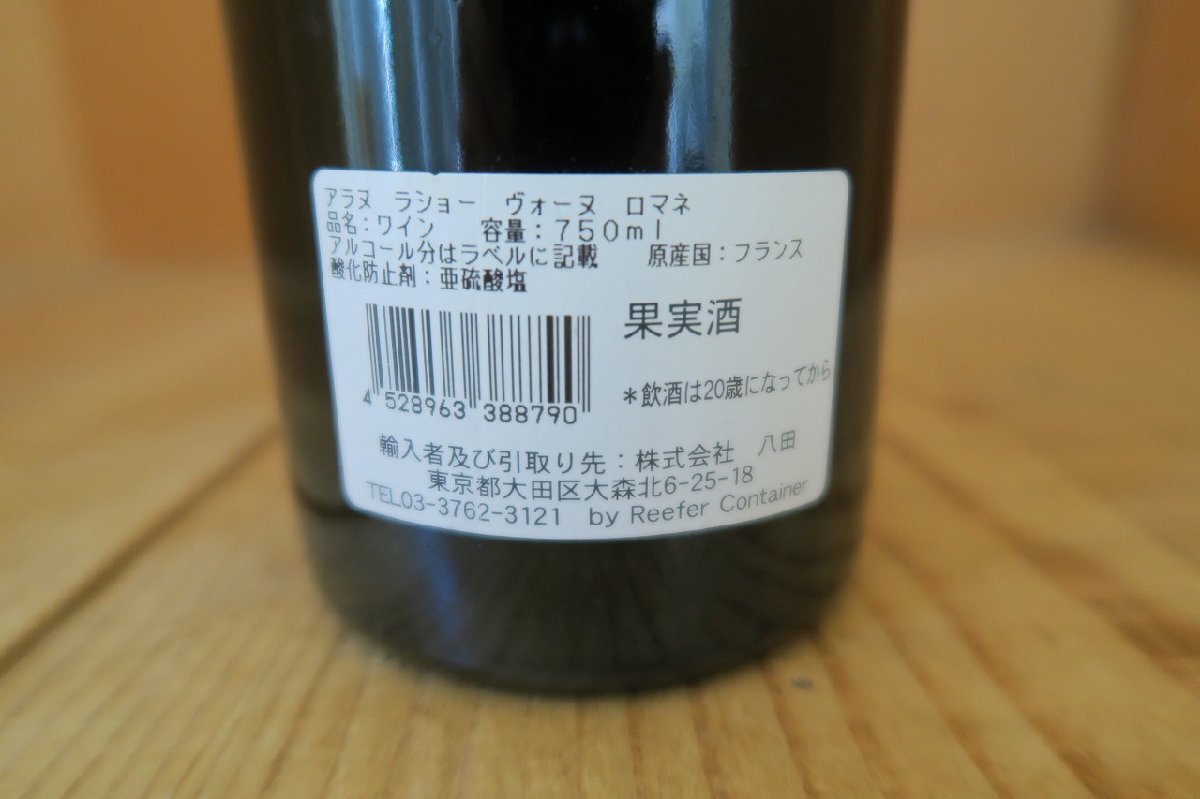 アラヌ　ラショー　ヴォーヌ　ロマネ
品名：ワイン　容量：７５０ｍｌ
アルコール分はラベルに記載　原産国：フランス
酸化防止剤：亜硫酸塩
果実酒
＊飲酒は20歳になってから
4 528963 388790
輸入者及び引取り先：株式会社　八田
東京都大田区大森北6-25-18
TEL03-3762-3121　by Reefer Container